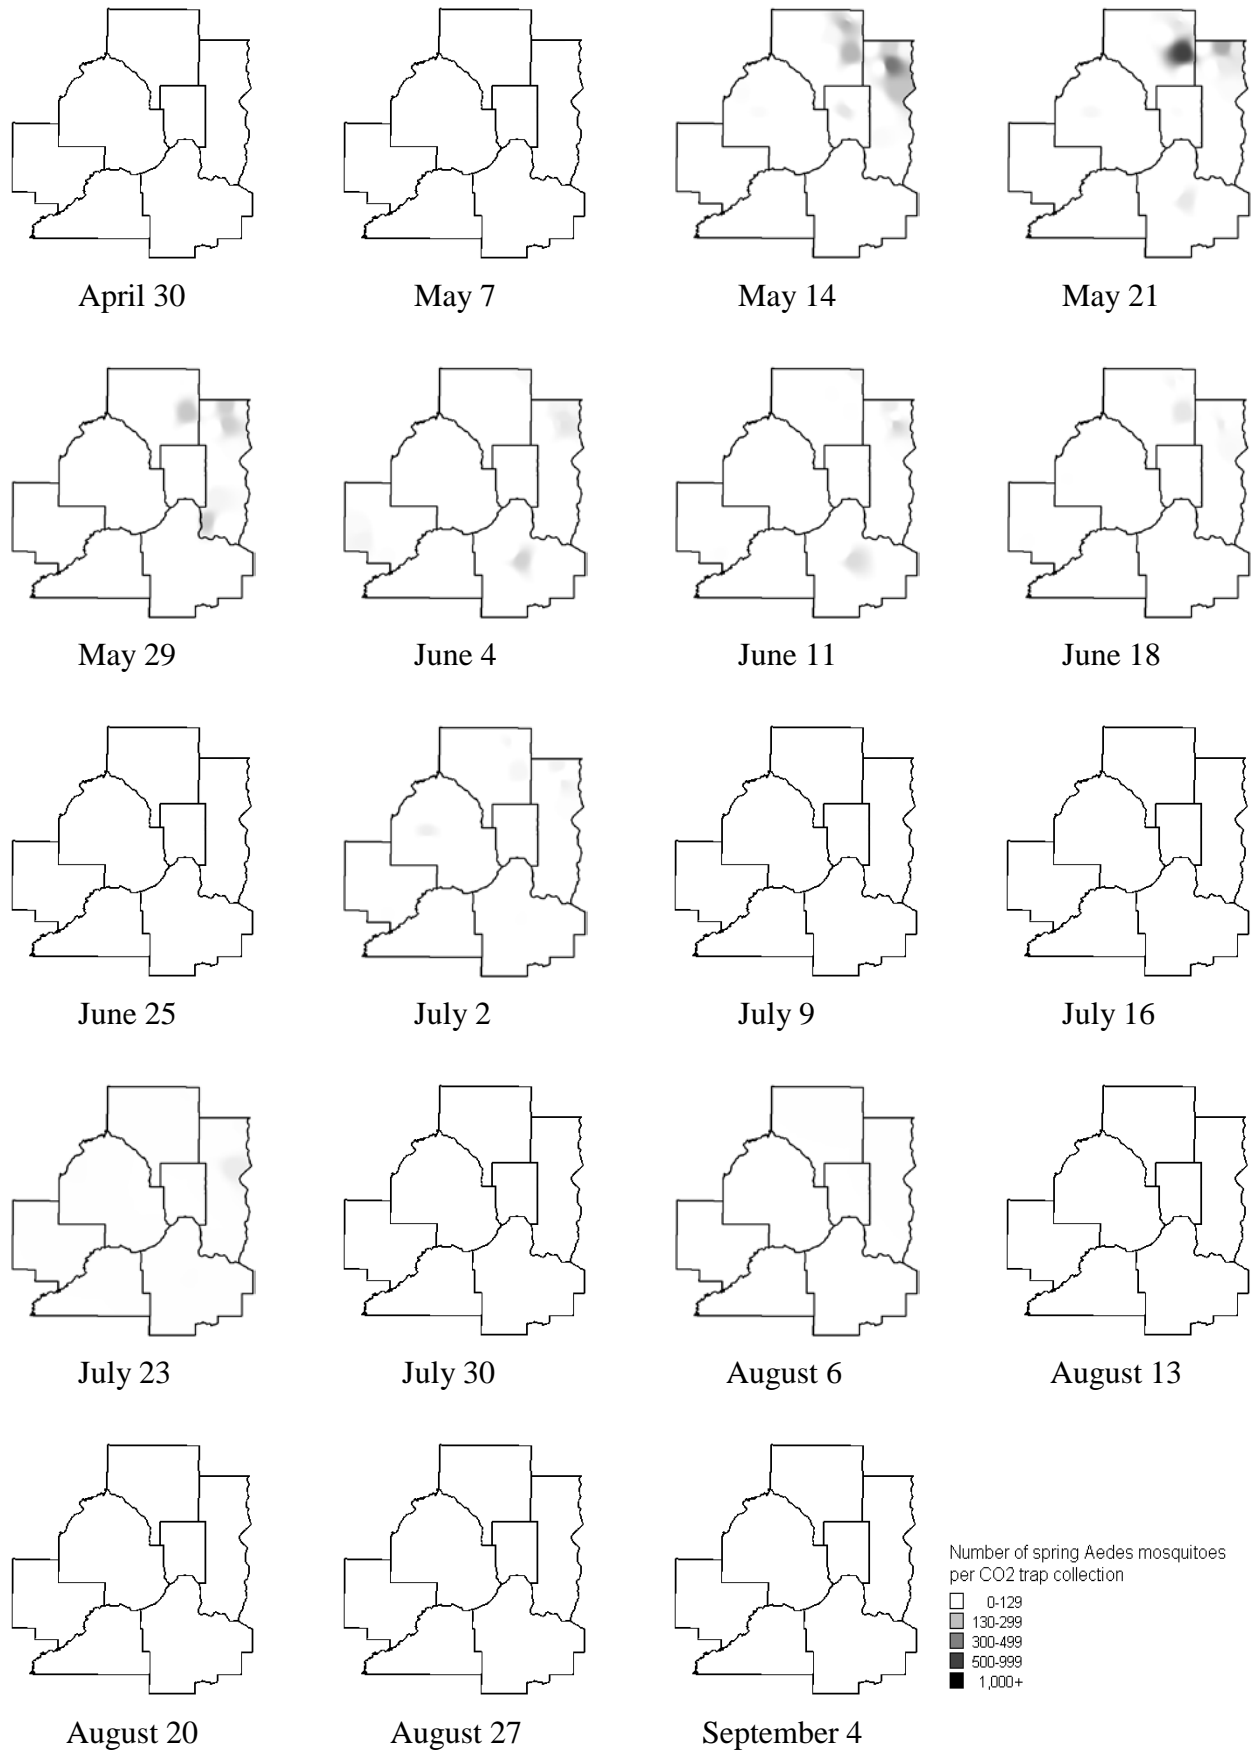 April 30
May 7
May 14
May 21
May 29
June 4
June 11
June 18
June 25
July 2
July 9
July 16
July 23
July 30
August 6
August 13
August 20
August 27
September 4
Number of spring Aedes mosquitoes
per CO2 trap collection
0-129
130-299
300-499
500-999
1,000+